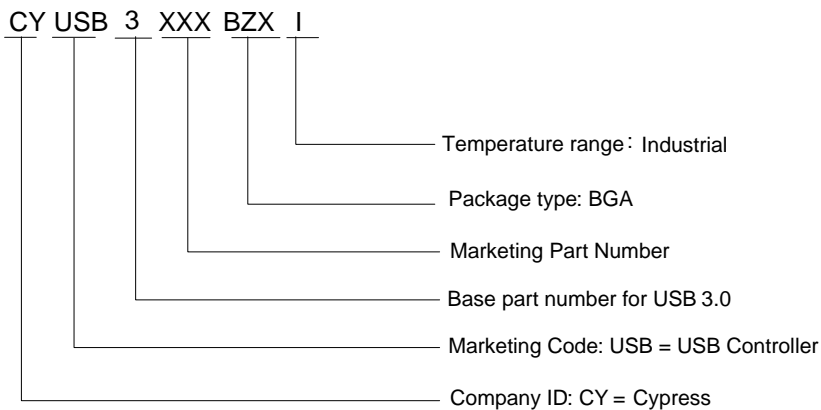 CY USB 3 XXX BZX I
Temperature range: Industrial
Package type: BGA
Marketing Part Number
Base part number for USB 3.0
Marketing Code: USB = USB Controller
Company ID: CY = Cypress